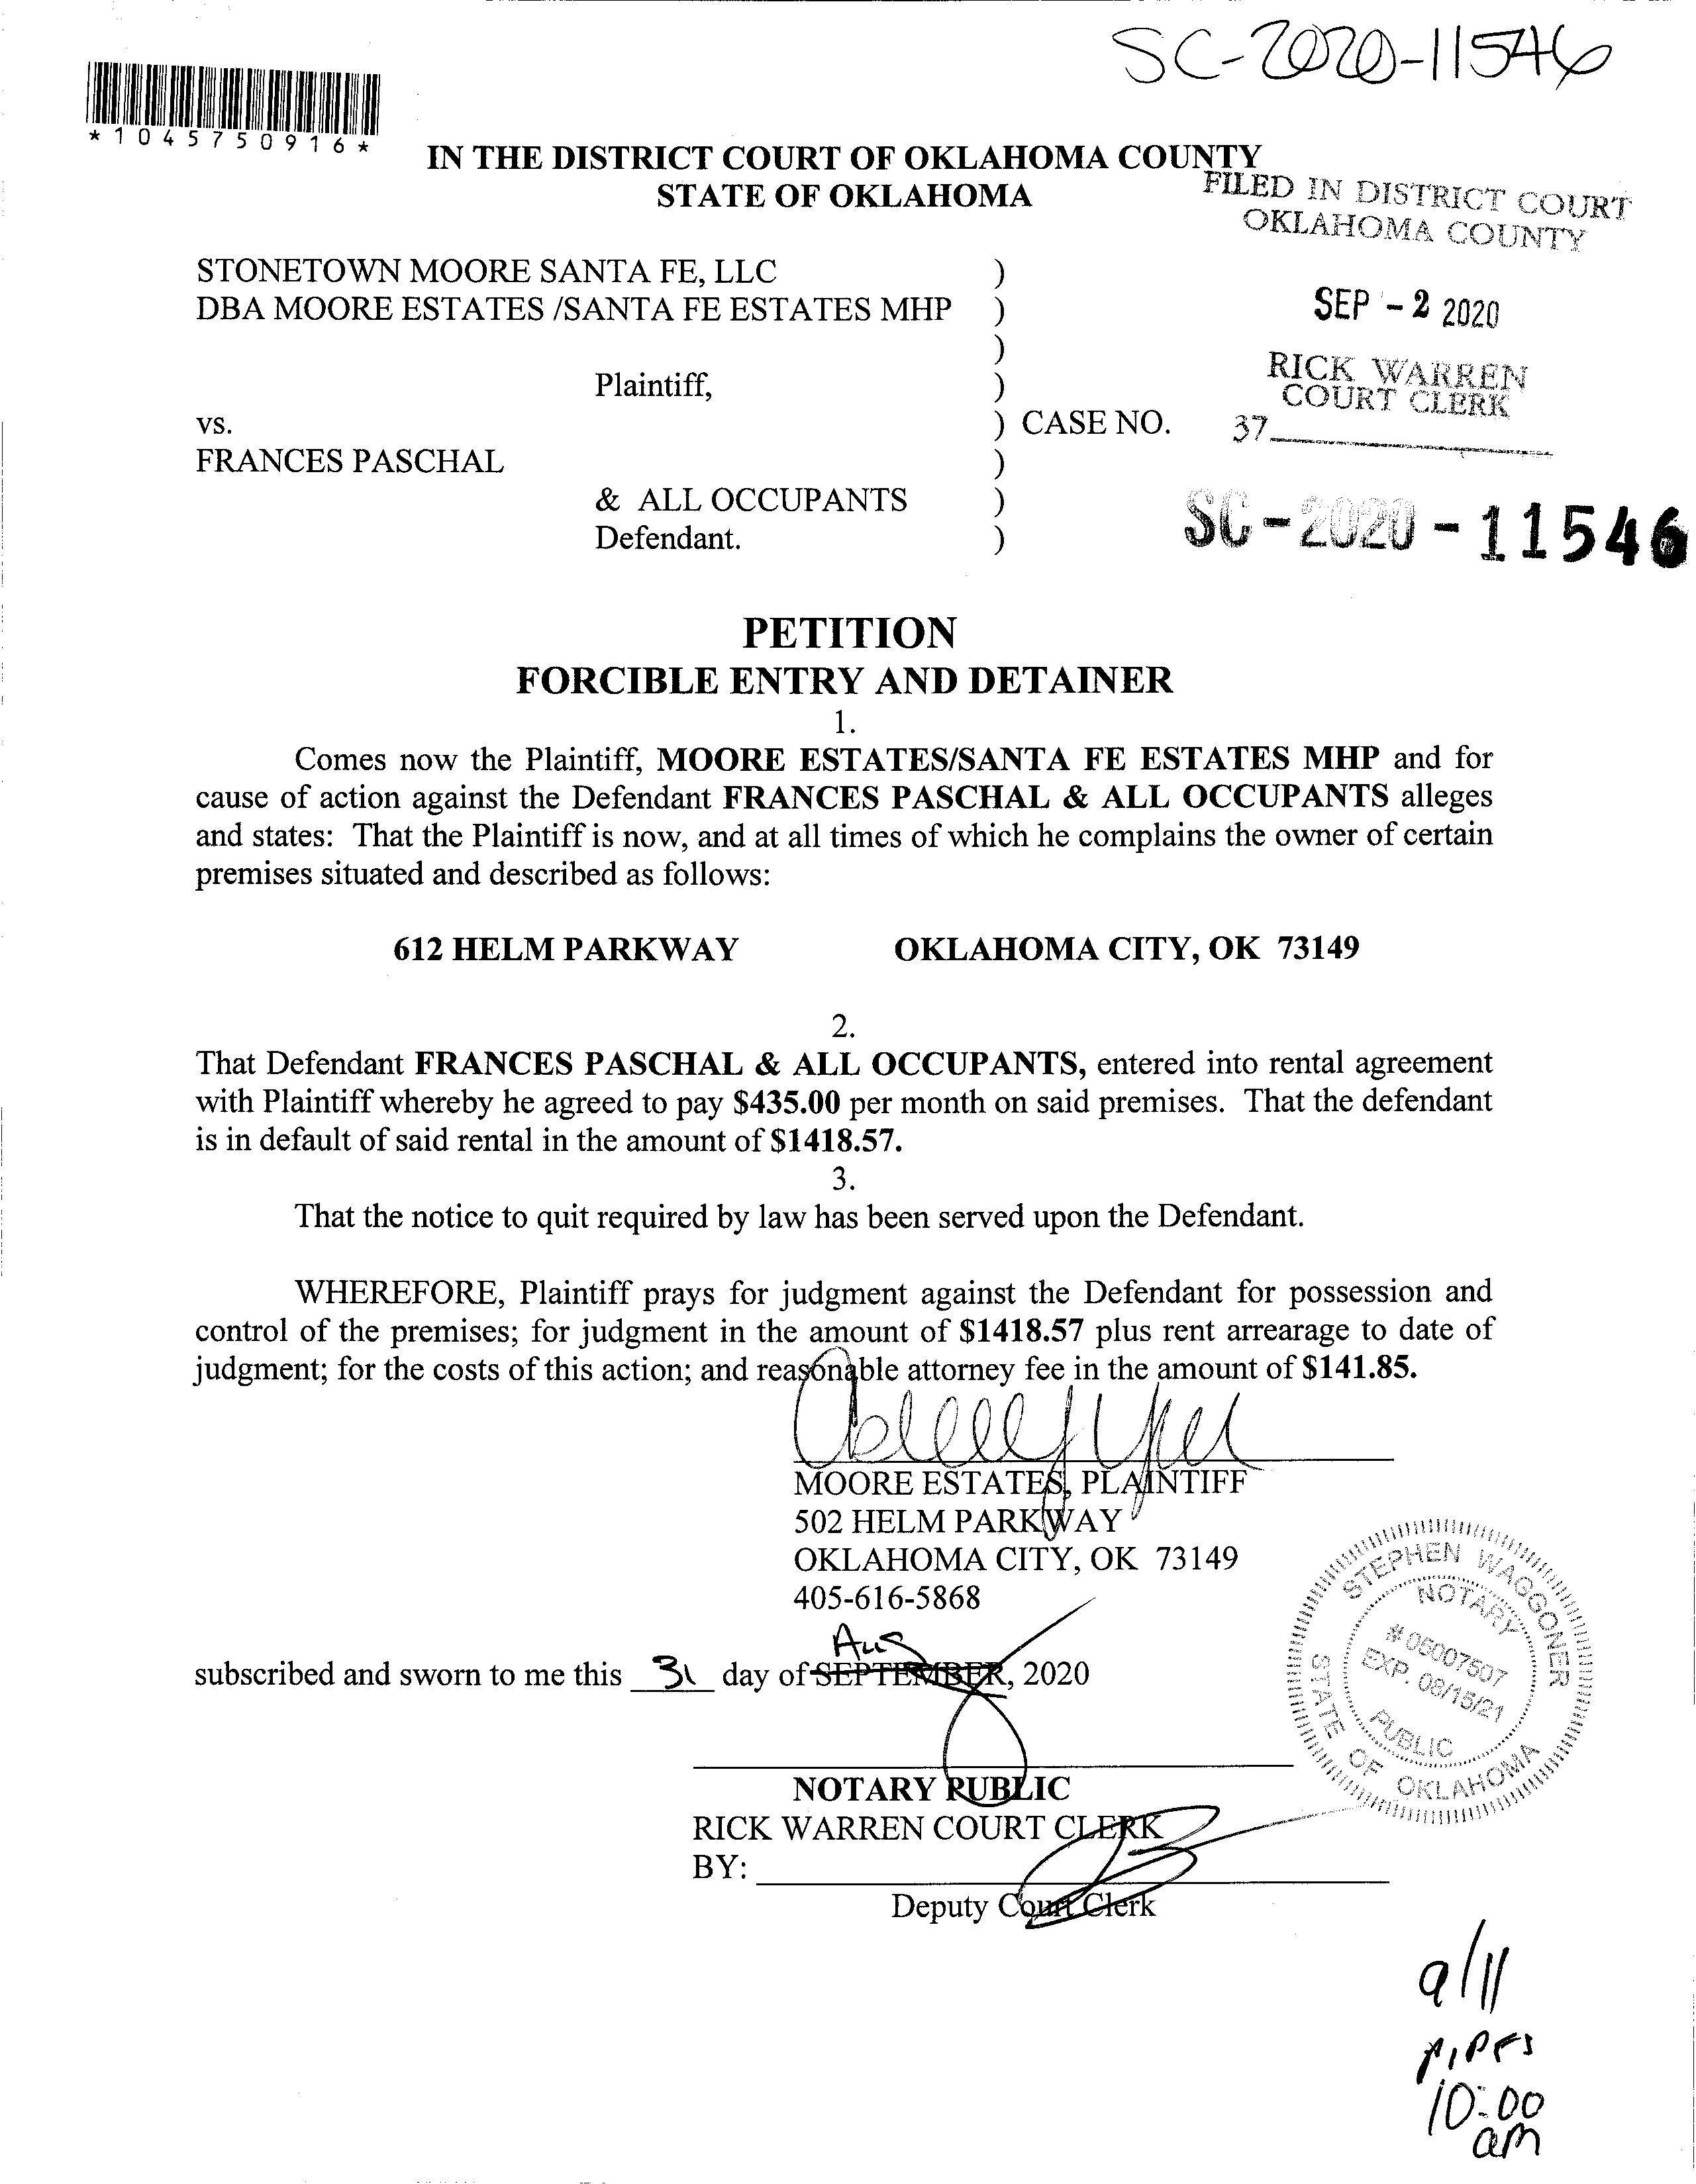 SC-2020-11546
*1045750916*
IN THE DISTRICT COURT OF OKLAHOMA COUNTY
STATE OF OKLAHOMA
FILED IN DISTRICT COURT
OKLAHOMA COUNTY
STONETOWN MOORE SANTA FE, LLC )
DBA MOORE ESTATES /SANTA FE ESTATES MHP )
SEP - 2 2020
)
RICK WARREN
COURT CLERK
Plaintiff, )
vs. ) CASE NO. 37
FRANCES PASCHAL )
& ALL OCCUPANTS )
Defendant. )
SC-2020-11546
PETITION
FORCIBLE ENTRY AND DETAINER
1.
Comes now the Plaintiff, MOORE ESTATES/SANTA FE ESTATES MHP and for
cause of action against the Defendant FRANCES PASCHAL & ALL OCCUPANTS alleges
and states: That the Plaintiff is now, and at all times of which he complains the owner of certain
premises situated and described as follows:
612 HELM PARKWAY OKLAHOMA CITY, OK 73149
2.
That Defendant FRANCES PASCHAL & ALL OCCUPANTS, entered into rental agreement
with Plaintiff whereby he agreed to pay $435.00 per month on said premises. That the defendant
is in default of said rental in the amount of $1418.57.
3.
That the notice to quit required by law has been served upon the Defendant.
WHEREFORE, Plaintiff prays for judgment against the Defendant for possession and
control of the premises; for judgment in the amount of $1418.57 plus rent arrearage to date of
judgment; for the costs of this action; and reasonable attorney fee in the amount of $141.85.
MOORE ESTATES, PLAINTIFF
502 HELM PARKWAY
OKLAHOMA CITY, OK 73149
405-616-5868
Aug
subscribed and sworn to me this 31 day of SEPTEMBER, 2020
STEPHEN WAGGONER
NOTARY
# 05007507
EXP. 08/15/21
PUBLIC
STATE OF OKLAHOMA
NOTARY PUBLIC
RICK WARREN COURT CLERK
BY:
Deputy Court Clerk
9/11
PIPES
10:00
am